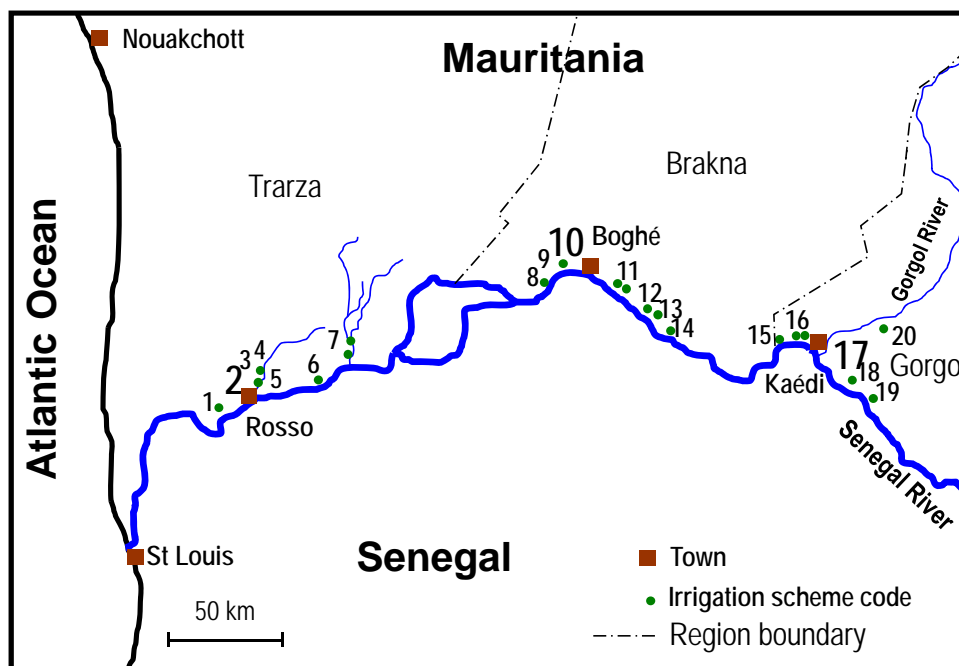 Nouakchott
Mauritania
Trarza
Brakna
Atlantic Ocean
Gorgol River
10
Boghé
9
8
11
12
13
14
7
4
3
2
5
6
1
Rosso
15
16
20
17
18
19
Gorgo
Kaédi
Senegal River
St Louis
Senegal
50 km
Town
Irrigation scheme code
Region boundary